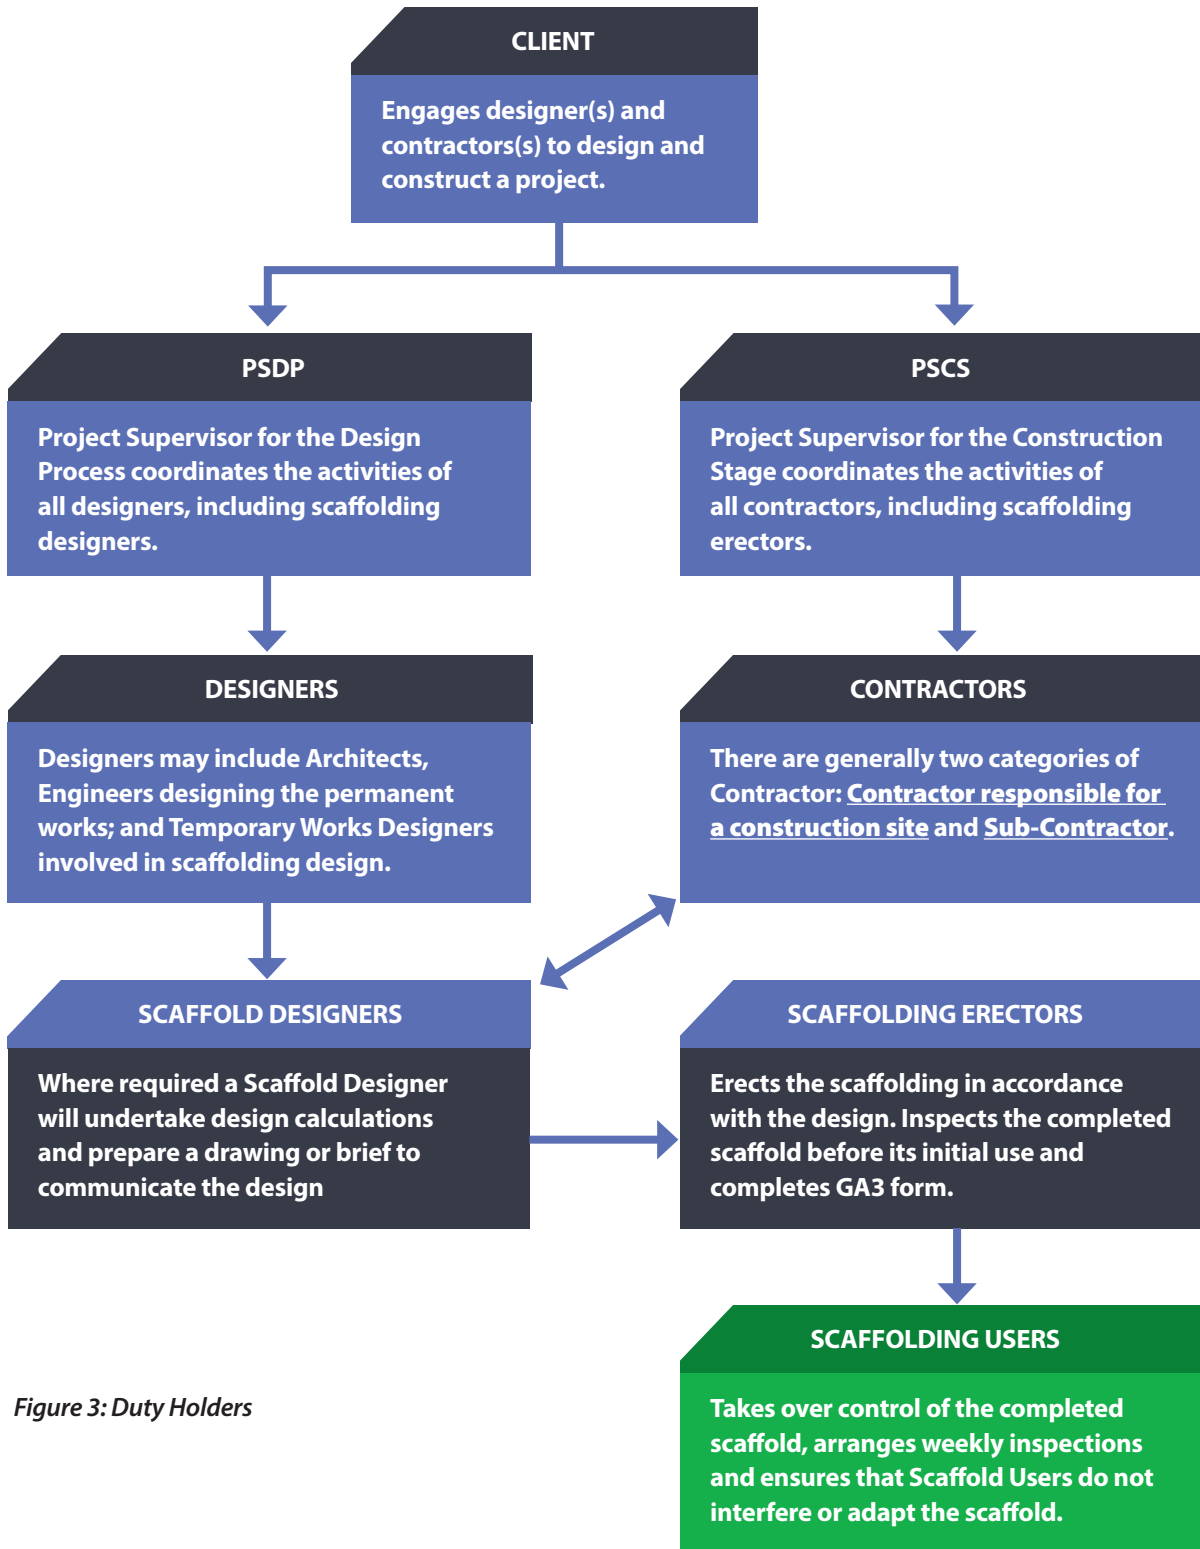 CLIENT
Engages designer(s) and
contractors(s) to design and
construct a project.
PSDP
Project Supervisor for the Design
Process coordinates the activities of
all designers, including scaffolding
designers.
PSCS
Project Supervisor for the Construction
Stage coordinates the activities of
all contractors, including scaffolding
erectors.
DESIGNERS
Designers may include Architects,
Engineers designing the permanent
works; and Temporary Works Designers
involved in scaffolding design.
CONTRACTORS
There are generally two categories of
Contractor: Contractor responsible for
a construction site and Sub-Contractor.
SCAFFOLD DESIGNERS
Where required a Scaffold Designer
will undertake design calculations
and prepare a drawing or brief to
communicate the design
SCAFFOLDING ERECTORS
Erects the scaffolding in accordance
with the design. Inspects the completed
scaffold before its initial use and
completes GA3 form.
SCAFFOLDING USERS
Takes over control of the completed
scaffold, arranges weekly inspections
and ensures that Scaffold Users do not
interfere or adapt the scaffold.
Figure 3: Duty Holders